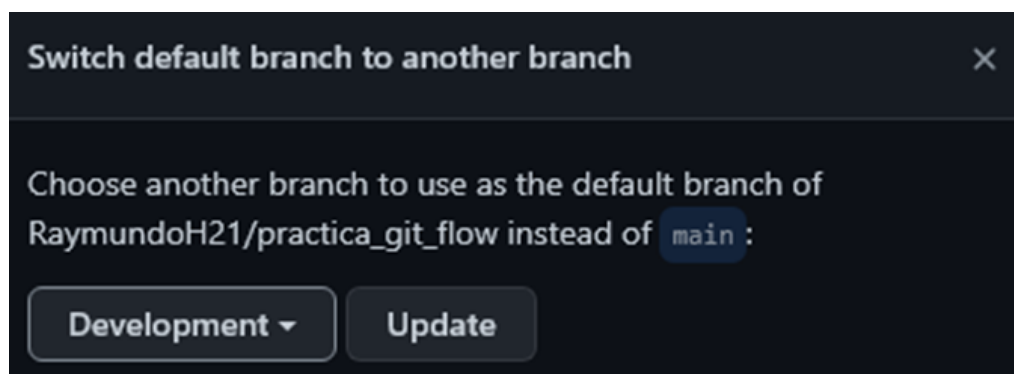 Switch default branch to another branch
Choose another branch to use as the default branch of
RaymundoH21/practica_git_flow instead of main:
Development Update